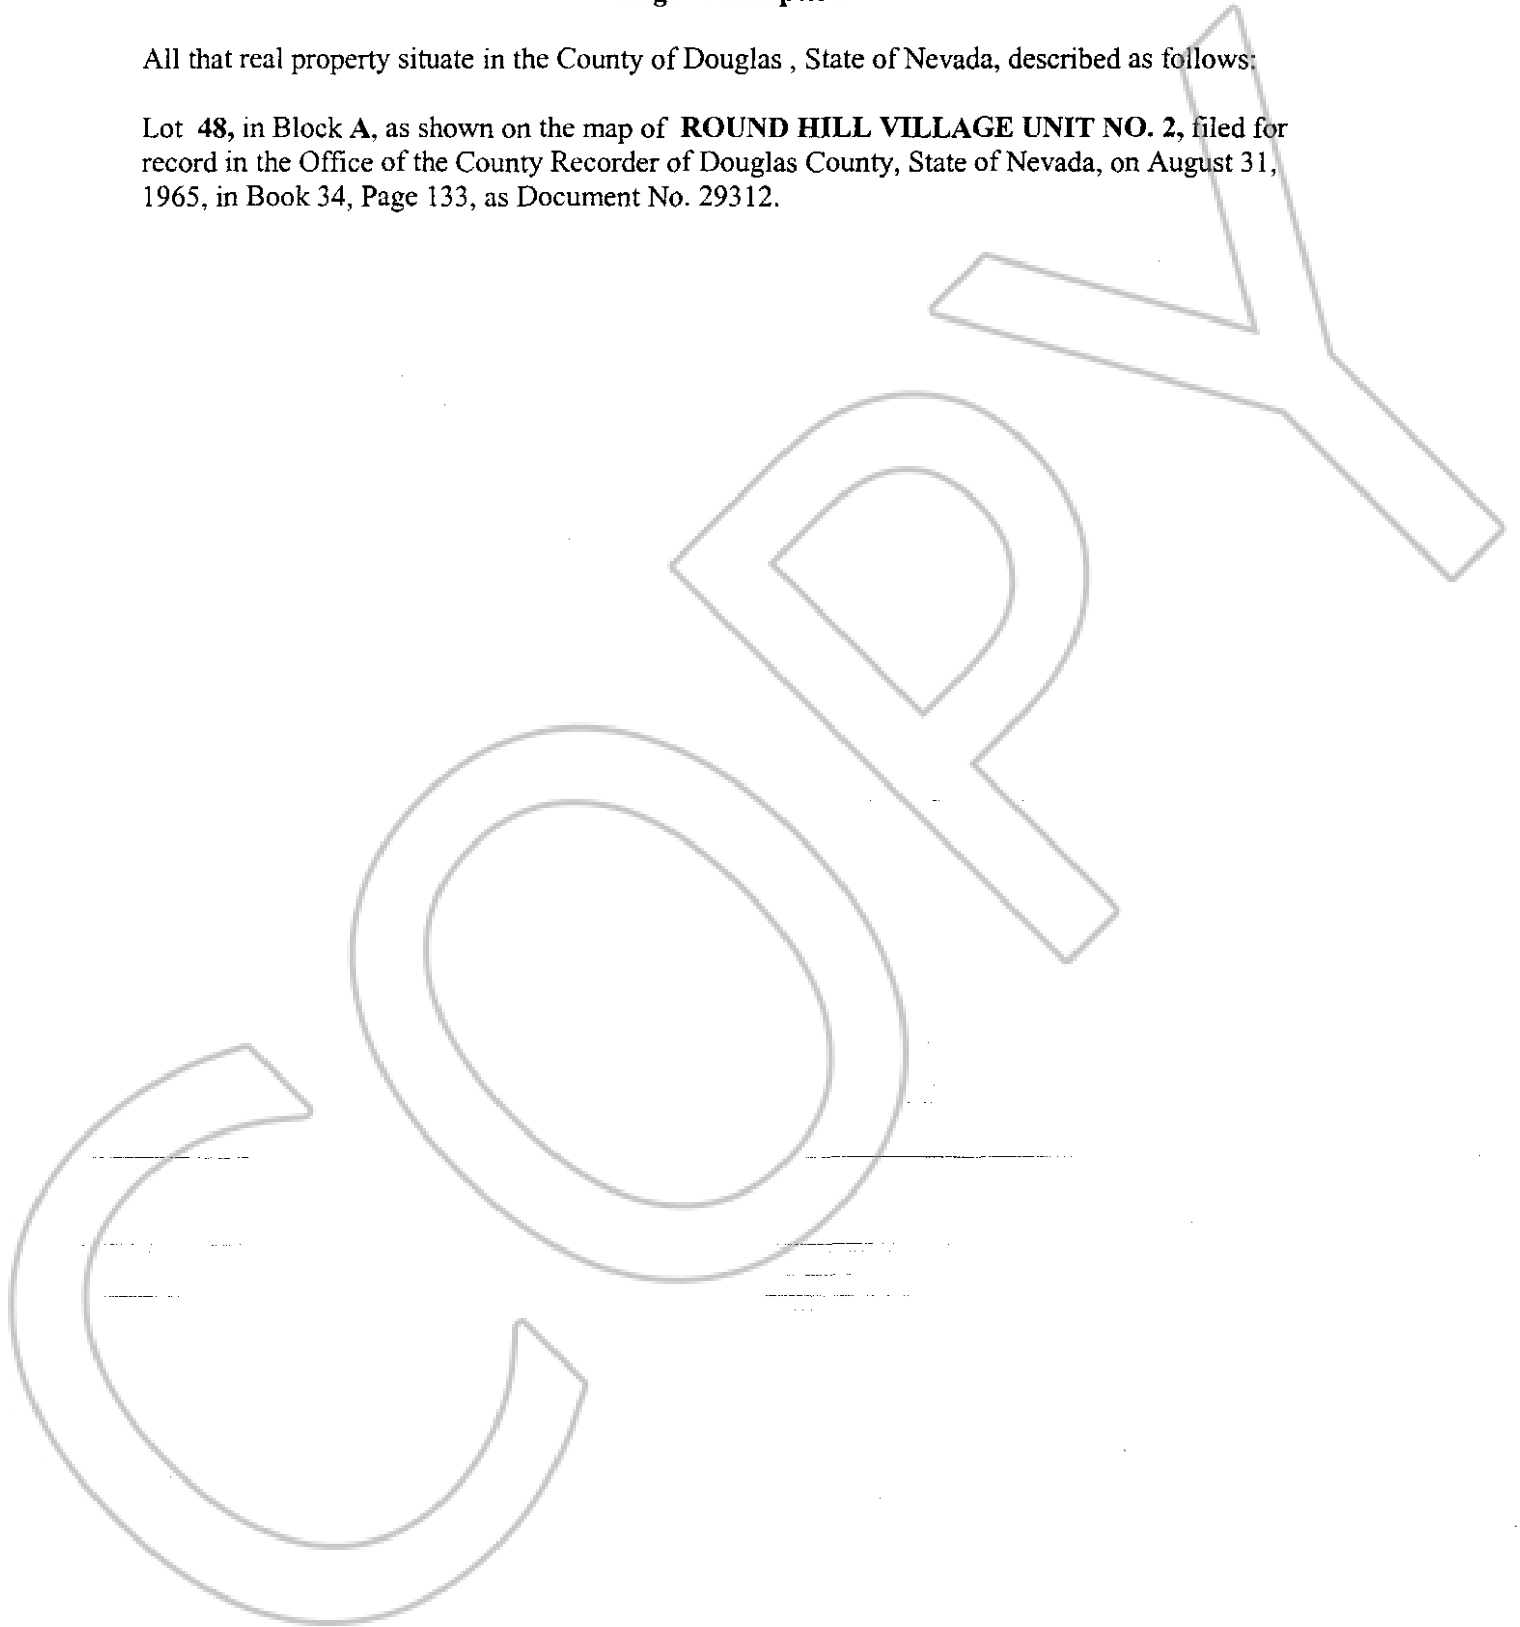 All that real property situate in the County of Douglas , State of Nevada, described as follows:
Lot 48, in Block A, as shown on the map of ROUND HILL VILLAGE UNIT NO. 2, filed for
record in the Office of the County Recorder of Douglas County, State of Nevada, on August 31,
1965, in Book 34, Page 133, as Document No. 29312.
COPY